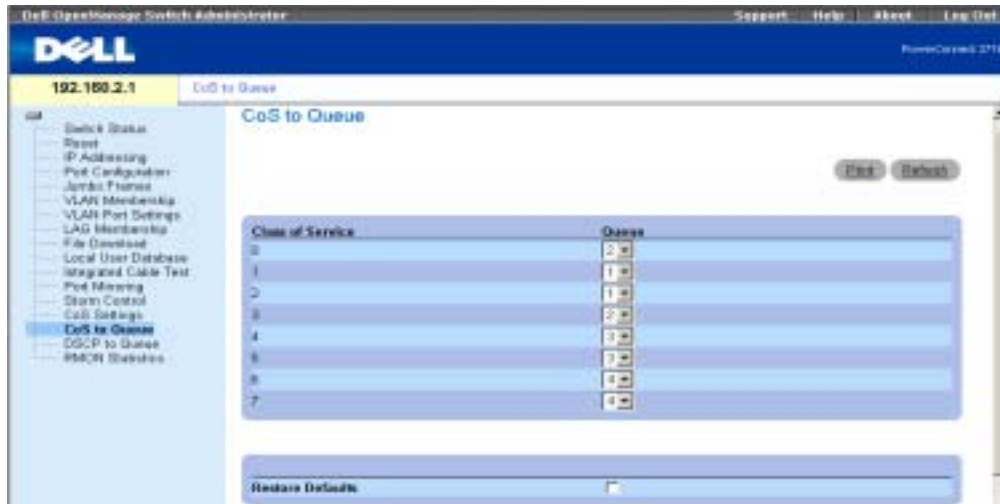 Dell OpenManage Switch Administrator Support Help About Log Out
DELL
PowerConnect 271
192.168.2.1 CoS to Queue
CoS to Queue
Switch Status
Reset
IP Addressing
Port Configuration
Jumbo Frames
VLAN Membership
VLAN Port Settings
LAG Membership
File Download
Local User Database
Integrated Cable Test
Port Mirroring
Storm Control
CoS Settings
CoS to Queue
DSCP to Queue
RMON Statistics
Print Refresh
Class of Service Queue
0 2
1 1
2 1
3 2
4 3
5 3
6 4
7 4
Restore Defaults